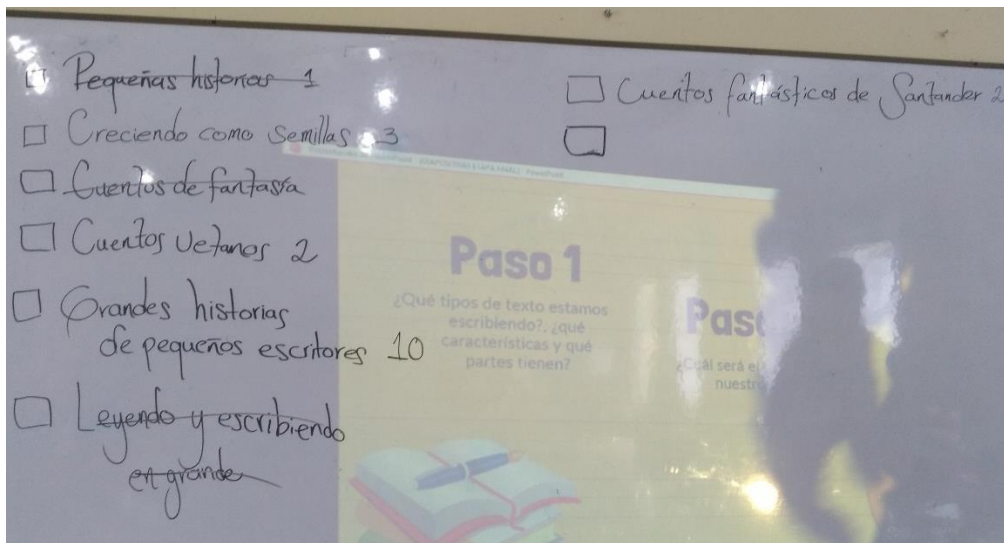 Pequeñas historias 1
Creciendo como semillas 3
Cuentos de fantasía
Cuentos Uetanos 2
Grandes historias
de pequeños escritores 10
Leyendo y escribiendo
en grande
Cuentos fantásticos de Santander 2
Paso 1
¿Qué tipos de texto estamos
escribiendo?, ¿qué
características y qué
partes tienen?
Pas
¿Cuál será el
nuestr